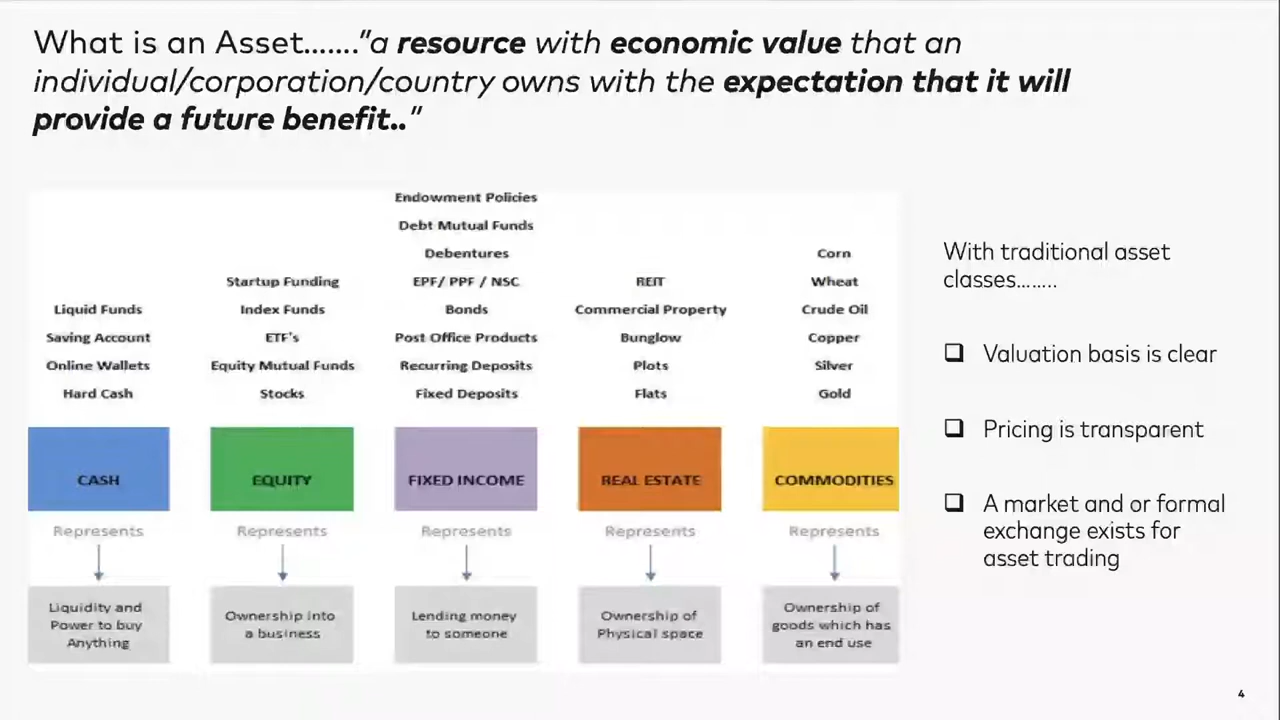 What is an Asset.......”a resource with economic value that an
individual/corporation/country owns with the expectation that it will
provide a future benefit..”
Liquid Funds
Saving Account
Online Wallets
Hard Cash
CASH
Represents
Liquidity and
Power to buy
Anything
Startup Funding
Index Funds
ETF's
Equity Mutual Funds
Stocks
EQUITY
Represents
Ownership into
a business
Endowment Policies
Debt Mutual Funds
Debentures
EPF/ PPF / NSC
Bonds
Post Office Products
Recurring Deposits
Fixed Deposits
FIXED INCOME
Represents
Lending money
to someone
REIT
Commercial Property
Bunglow
Plots
Flats
REAL ESTATE
Represents
Ownership of
Physical space
Corn
Wheat
Crude Oil
Copper
Silver
Gold
COMMODITIES
Represents
Ownership of
goods which has
an end use
With traditional asset
classes........
Valuation basis is clear
Pricing is transparent
A market and or formal
exchange exists for
asset trading
4